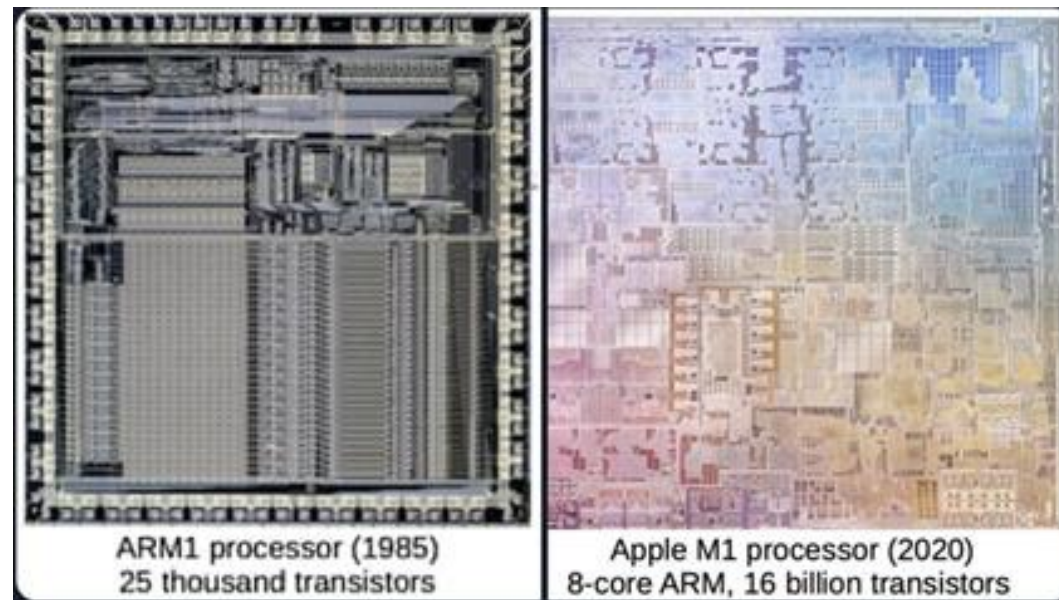 ARM1 processor (1985)
25 thousand transistors
Apple M1 processor (2020)
8-core ARM, 16 billion transistors